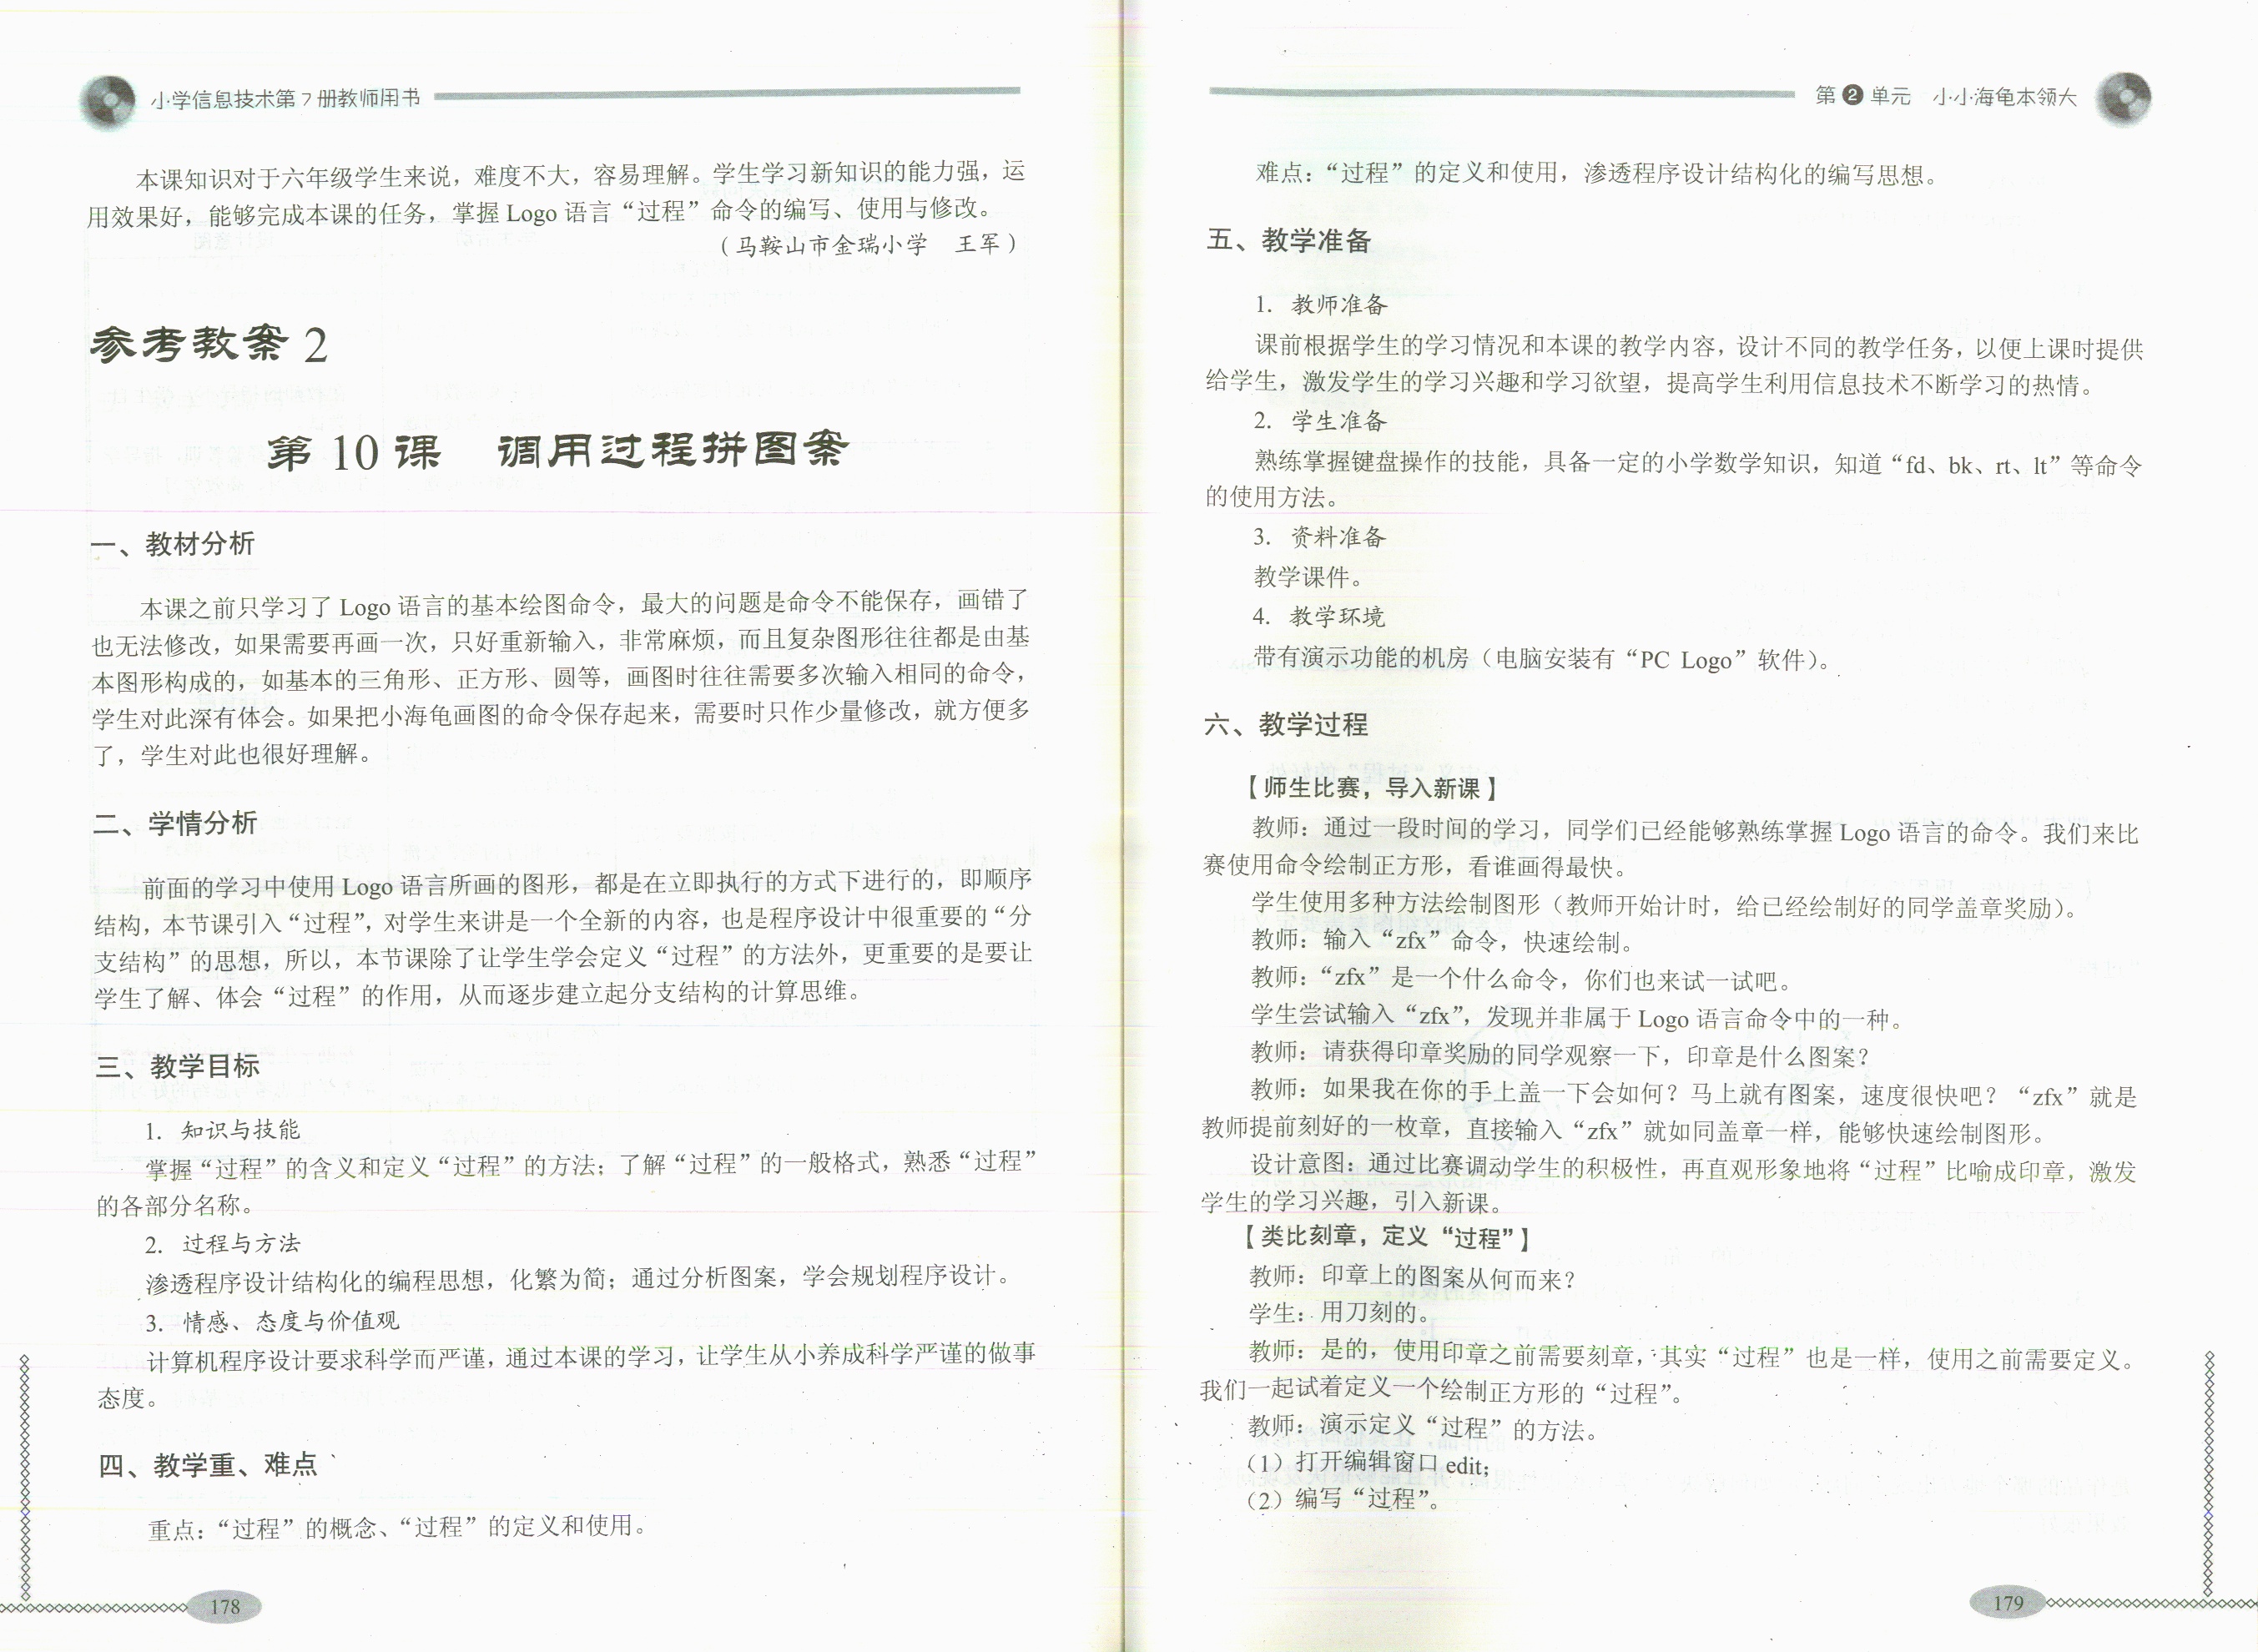 小学信息技术第7册教师用书
本课知识对于六年级学生来说，难度不大，容易理解。学生学习新知识的能力强，运
用效果好，能够完成本课的任务，掌握 Logo 语言“过程”命令的编写、使用与修改。
（马鞍山市金瑞小学　王军）
参考教案 2
第 10 课　调用过程拼图案
一、教材分析
本课之前只学习了 Logo 语言的基本绘图命令，最大的问题是命令不能保存，画错了
也无法修改，如果需要再画一次，只好重新输入，非常麻烦，而且复杂图形往往都是由基
本图形构成的，如基本的三角形、正方形、圆等，画图时往往需要多次输入相同的命令，
学生对此深有体会。如果把小海龟画图的命令保存起来，需要时只作少量修改，就方便多
了，学生对此也很好理解。
二、学情分析
前面的学习中使用 Logo 语言所画的图形，都是在立即执行的方式下进行的，即顺序
结构，本节课引入“过程”，对学生来讲是一个全新的内容，也是程序设计中很重要的“分
支结构”的思想，所以，本节课除了让学生学会定义“过程”的方法外，更重要的是要让
学生了解、体会“过程”的作用，从而逐步建立起分支结构的计算思维。
三、教学目标
1. 知识与技能
掌握“过程”的含义和定义“过程”的方法；了解“过程”的一般格式，熟悉“过程”
的各部分名称。
2. 过程与方法
渗透程序设计结构化的编程思想，化繁为简；通过分析图案，学会规划程序设计。
3. 情感、态度与价值观
计算机程序设计要求科学而严谨，通过本课的学习，让学生从小养成科学严谨的做事
态度。
四、教学重、难点
重点：“过程”的概念、“过程”的定义和使用。
178
第2单元　小小海龟本领大
难点：“过程”的定义和使用，渗透程序设计结构化的编写思想。
五、教学准备
1. 教师准备
课前根据学生的学习情况和本课的教学内容，设计不同的教学任务，以便上课时提供
给学生，激发学生的学习兴趣和学习欲望，提高学生利用信息技术不断学习的热情。
2. 学生准备
熟练掌握键盘操作的技能，具备一定的小学数学知识，知道“fd、bk、rt、lt”等命令
的使用方法。
3. 资料准备
教学课件。
4. 教学环境
带有演示功能的机房（电脑安装有“PC Logo”软件）。
六、教学过程
【师生比赛，导入新课】
教师：通过一段时间的学习，同学们已经能够熟练掌握 Logo 语言的命令。我们来比
赛使用命令绘制正方形，看谁画得最快。
学生使用多种方法绘制图形（教师开始计时，给已经绘制好的同学盖章奖励）。
教师：输入“zfx”命令，快速绘制。
教师：“zfx”是一个什么命令，你们也来试一试吧。
学生尝试输入“zfx”，发现并非属于 Logo 语言命令中的一种。
教师：请获得印章奖励的同学观察一下，印章是什么图案？
教师：如果我在你的手上盖一下会如何？马上就有图案，速度很快吧？“zfx”就是
教师提前刻好的一枚章，直接输入“zfx”就如同盖章一样，能够快速绘制图形。
设计意图：通过比赛调动学生的积极性，再直观形象地将“过程”比喻成印章，激发
学生的学习兴趣，引入新课。
【类比刻章，定义“过程”】
教师：印章上的图案从何而来？
学生：用刀刻的。
教师：是的，使用印章之前需要刻章，其实“过程”也是一样，使用之前需要定义。
我们一起试着定义一个绘制正方形的“过程”。
教师：演示定义“过程”的方法。
（1）打开编辑窗口 edit；
（2）编写“过程”。
179